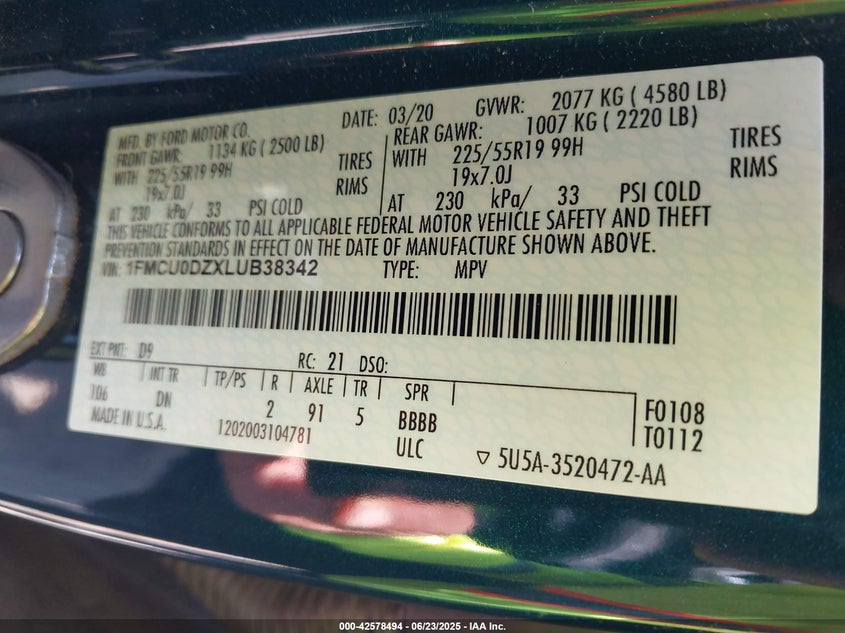 MFD. BY FORD MOTOR CO.
DATE: 03/20 GVWR: 2077 KG ( 4580 LB)
FRONT GAWR: 1134 KG ( 2500 LB)
REAR GAWR: 1007 KG ( 2220 LB)
WITH 225/55R19 99H TIRES
WITH 225/55R19 99H TIRES
19x7.0J RIMS
19x7.0J RIMS
AT 230 kPa/ 33 PSI COLD
AT 230 kPa/ 33 PSI COLD
THIS VEHICLE CONFORMS TO ALL APPLICABLE FEDERAL MOTOR VEHICLE SAFETY AND THEFT
PREVENTION STANDARDS IN EFFECT ON THE DATE OF MANUFACTURE SHOWN ABOVE.
VIN: 1FMCU0DZXLUB38342 TYPE: MPV
EXT PNT: D9 RC: 21 DSO:
WB INT TR TP/PS R AXLE TR SPR
106 DN 2 91 5 BBBB F0108
MADE IN U.S.A. 1202003104781 ULC T0112
▽ 5U5A-3520472-AA
000-42578494 - 06/23/2025 - IAA Inc.